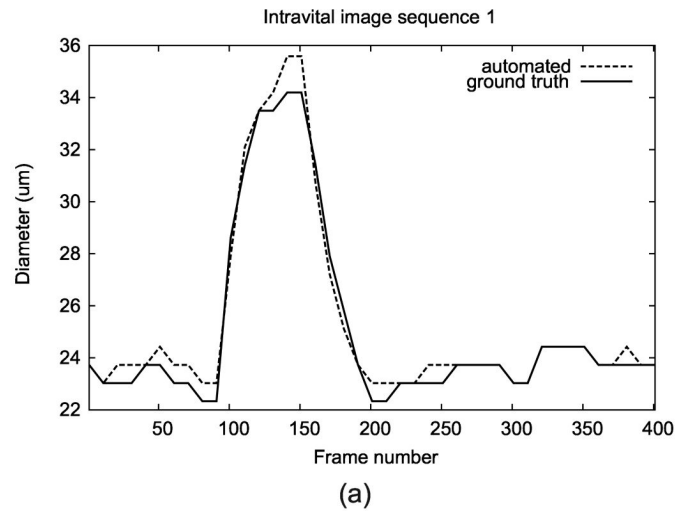 Intravital image sequence 1
36
34
32
30
28
26
24
22
Diameter (um)
automated
ground truth
50 100 150 200 250 300 350 400
Frame number
(a)